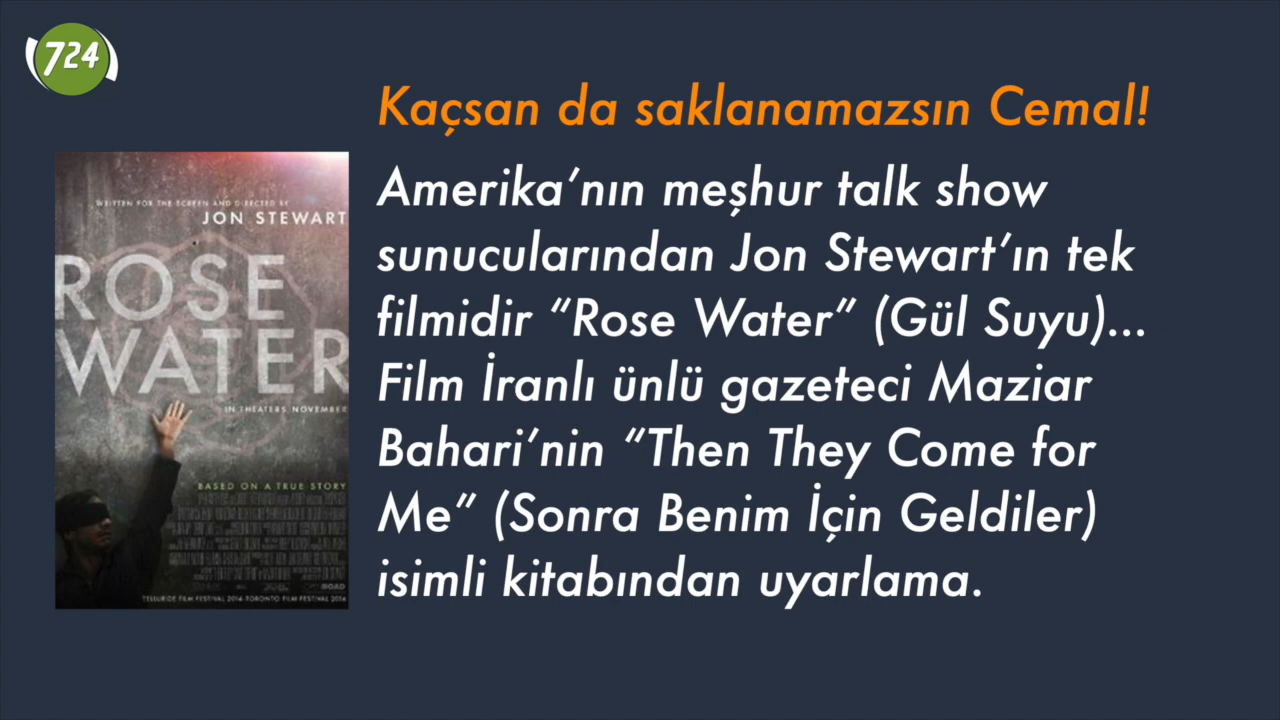 724
Kaçsan da saklanamazsın Cemal!
Amerika’nın meşhur talk show
sunucularından Jon Stewart’ın tek
filmidir “Rose Water” (Gül Suyu)...
Film İranlı ünlü gazeteci Maziar
Bahari’nin “Then They Come for
Me” (Sonra Benim İçin Geldiler)
isimli kitabından uyarlama.
WRITTEN FOR THE SCREEN AND DIRECTED BY
JON STEWART
ROSE
WATER
IN THEATERS NOVEMBER
BASED ON A TRUE STORY
TELLURIDE FILM FESTIVAL 2014 TORONTO FILM FESTIVAL 2014